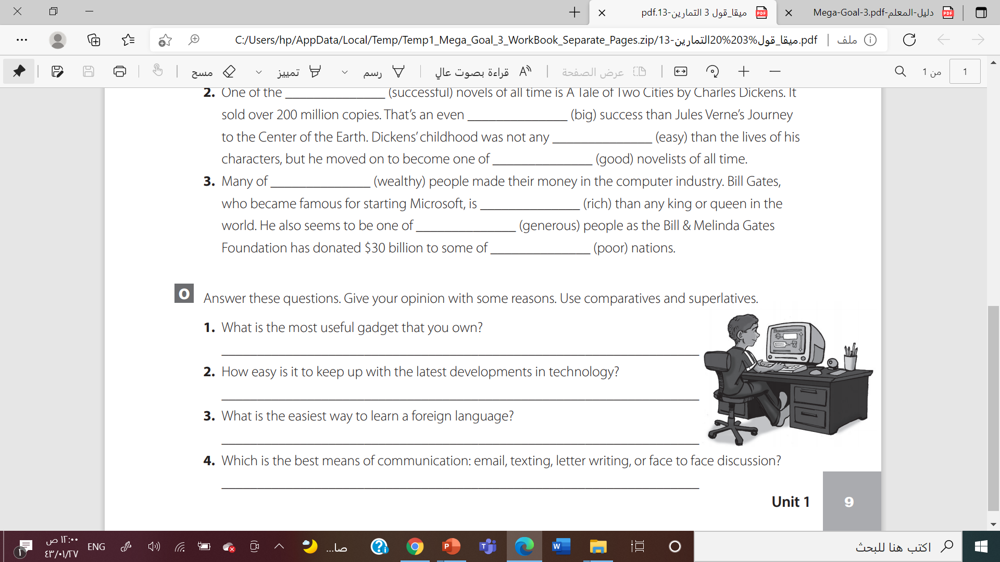 ميقا_قول 3 التمارين-13.pdf
دليل-المعلم-Mega-Goal-3.pdf
C:/Users/hp/AppData/Local/Temp/Temp1_Mega_Goal_3_WorkBook_Separate_Pages.zip/13-ميقا_قول%203%20التمارين.pdf
ملف
مسح
تمييز
رسم
قراءة بصوت عالٍ
عرض الصفحة
من 1
1
2. One of the ______________ (successful) novels of all time is A Tale of Two Cities by Charles Dickens. It
sold over 200 million copies. That's an even ______________ (big) success than Jules Verne's Journey
to the Center of the Earth. Dickens' childhood was not any ______________ (easy) than the lives of his
characters, but he moved on to become one of ______________ (good) novelists of all time.
3. Many of ______________ (wealthy) people made their money in the computer industry. Bill Gates,
who became famous for starting Microsoft, is ______________ (rich) than any king or queen in the
world. He also seems to be one of ______________ (generous) people as the Bill & Melinda Gates
Foundation has donated $30 billion to some of ______________ (poor) nations.
O Answer these questions. Give your opinion with some reasons. Use comparatives and superlatives.
1. What is the most useful gadget that you own?
2. How easy is it to keep up with the latest developments in technology?
3. What is the easiest way to learn a foreign language?
4. Which is the best means of communication: email, texting, letter writing, or face to face discussion?
Unit 1 9
١٢:٠٠ ص
٤٣/٠١/٢٧
ENG
صا...
اكتب هنا للبحث
١